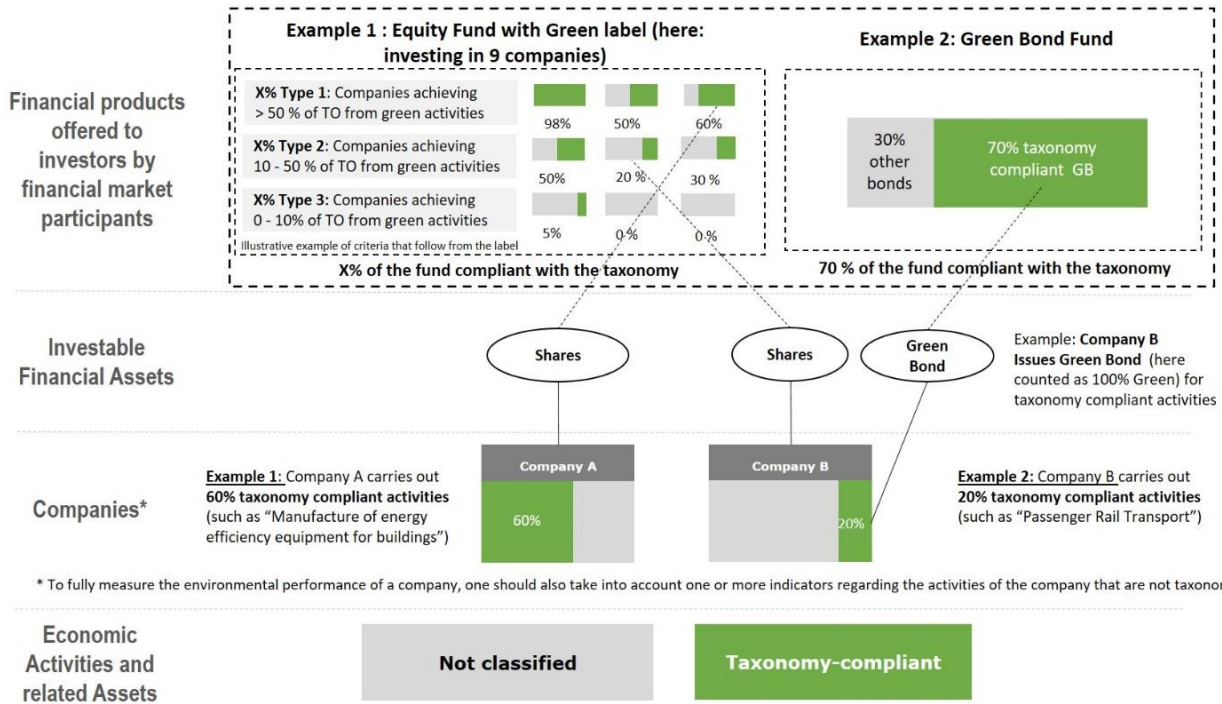 Financial products
offered to
investors by
financial market
participants
Example 1 : Equity Fund with Green label (here:
investing in 9 companies)
X% Type 1: Companies achieving
> 50 % of TO from green activities
98%
50%
60%
X% Type 2: Companies achieving
10 - 50 % of TO from green activities
50%
20 %
30 %
X% Type 3: Companies achieving
0 - 10% of TO from green activities
5%
0 %
0 %
Illustrative example of criteria that follow from the label
X% of the fund compliant with the taxonomy
Example 2: Green Bond Fund
30%
other
bonds
70% taxonomy
compliant GB
70 % of the fund compliant with the taxonomy
Investable
Financial Assets
Shares
Shares
Green
Bond
Example: Company B
Issues Green Bond (here
counted as 100% Green) for
taxonomy compliant activities
Companies*
Example 1: Company A carries out
60% taxonomy compliant activities
(such as “Manufacture of energy
efficiency equipment for buildings”)
Company A
60%
Company B
20%
Example 2: Company B carries out
20% taxonomy compliant activities
(such as “Passenger Rail Transport”)
* To fully measure the environmental performance of a company, one should also take into account one or more indicators regarding the activities of the company that are not taxono
Economic
Activities and
related Assets
Not classified
Taxonomy-compliant